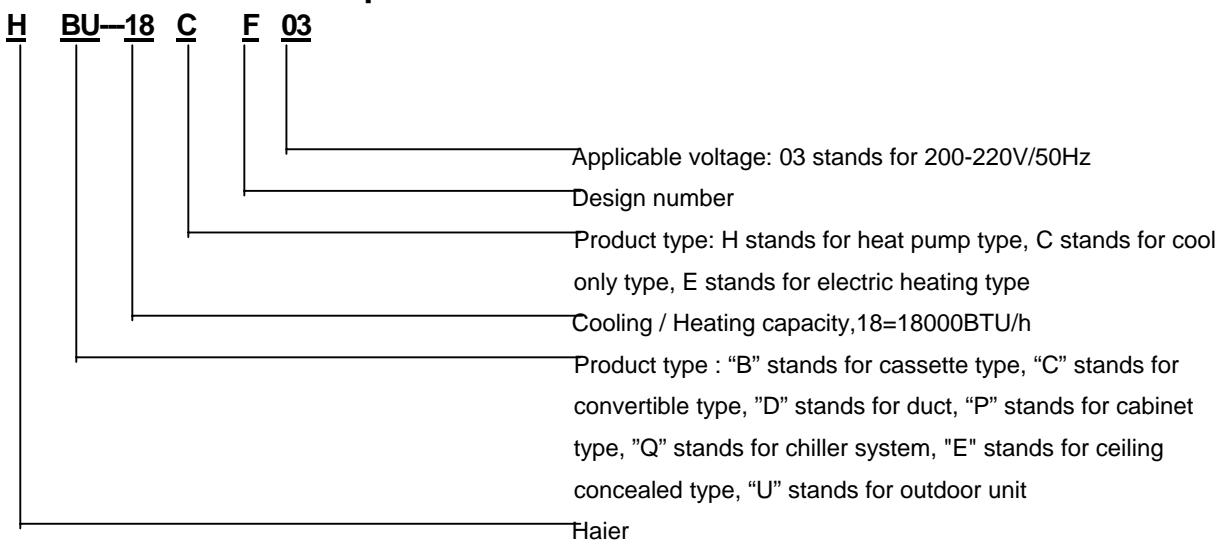 H BU---18 C F 03
Applicable voltage: 03 stands for 200-220V/50Hz
Design number
Product type: H stands for heat pump type, C stands for cool
only type, E stands for electric heating type
Cooling / Heating capacity,18=18000BTU/h
Product type : “B” stands for cassette type, “C” stands for
convertible type, ”D” stands for duct, “P” stands for cabinet
type, ”Q” stands for chiller system, "E" stands for ceiling
concealed type, “U” stands for outdoor unit
Haier